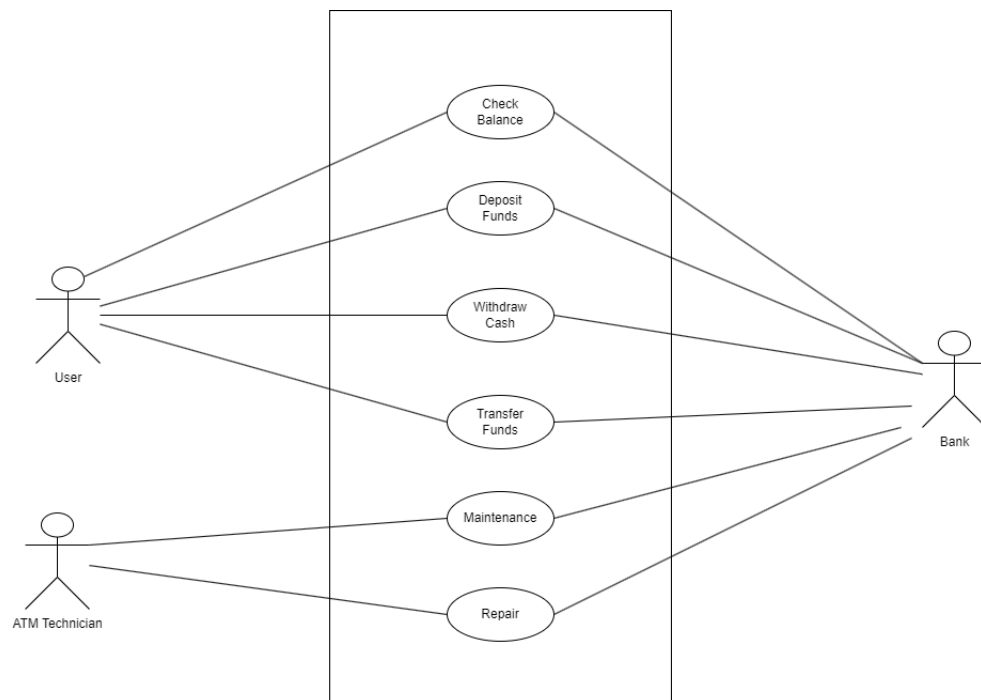 Check
Balance
Deposit
Funds
Withdraw
Cash
User
Transfer
Funds
Bank
Maintenance
Repair
ATM Technician